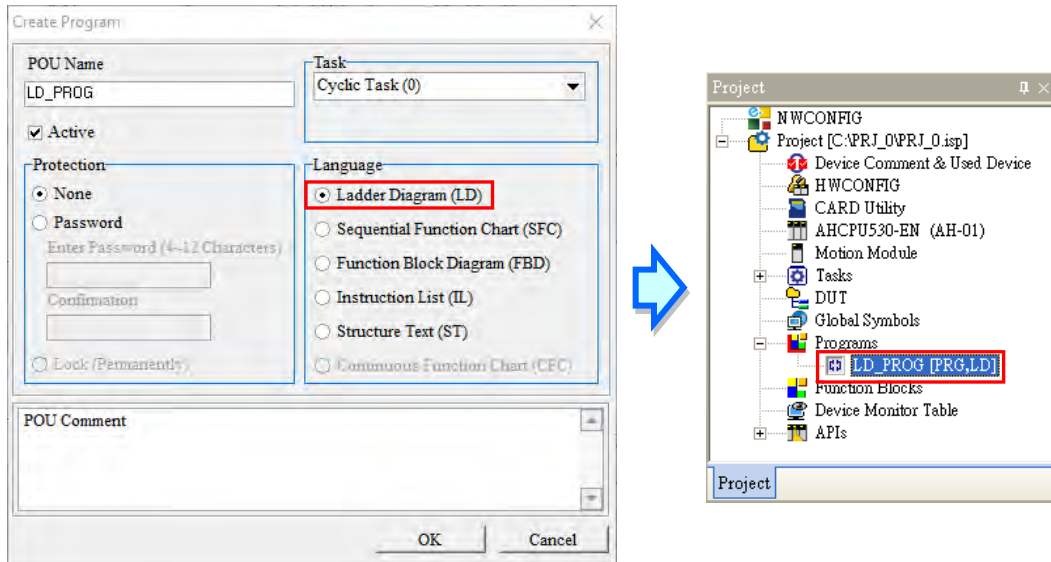 Create Program
POU Name
LD_PROG
Active
Task
Cyclic Task (0)
Protection
None
Password
Enter Password (4~12 Characters)
Confirmation
Lock (Permanently)
Language
Ladder Diagram (LD)
Sequential Function Chart (SFC)
Function Block Diagram (FBD)
Instruction List (IL)
Structure Text (ST)
Continuous Function Chart (CFC)
POU Comment
OK
Cancel
Project
NWCONFIG
Project [C:\PRJ_0\PRJ_0.isp]
Device Comment & Used Device
HWCONFIG
CARD Utility
AHCPU530-EN (AH-01)
Motion Module
Tasks
DUT
Global Symbols
Programs
LD_PROG [PRG,LD]
Function Blocks
Device Monitor Table
APIs
Project